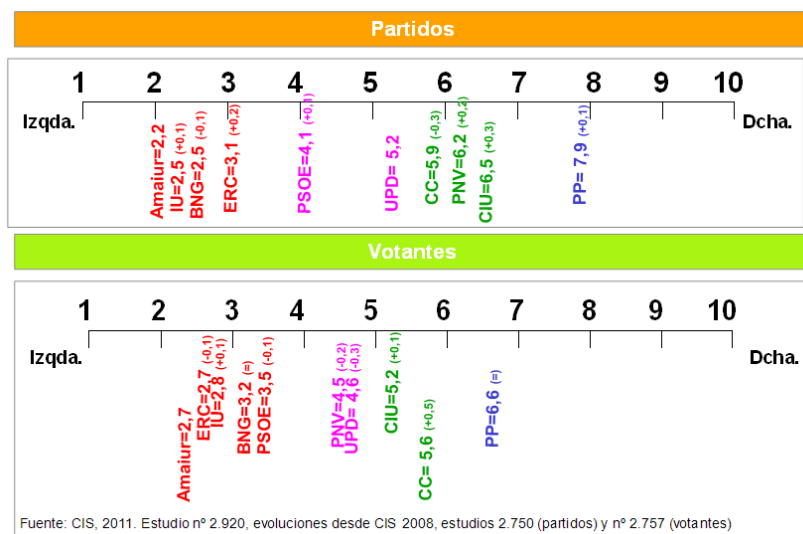 Partidos
1 2 3 4 5 6 7 8 9 10
Izqda. Dcha.
Amaiur=2,2
IU=2,5 (+0,1)
BNG=2,5 (-0,1)
ERC=3,1 (+0,2)
PSOE=4,1 (+0,1)
UPD= 5,2
CC=5,9 (-0,3)
PNV=6,2 (+0,2)
CIU=6,5 (+0,3)
PP= 7,9 (+0,1)
Votantes
1 2 3 4 5 6 7 8 9 10
Izqda. Dcha.
Amaiur=2,7
ERC=2,7 (-0,1)
IU=2,8 (+0,1)
BNG=3,2 (=)
PSOE=3,5 (-0,1)
PNV=4,5 (-0,2)
UPD= 4,6 (-0,3)
CIU=5,2 (+0,1)
CC= 5,6 (+0,5)
PP=6,6 (=)
Fuente: CIS, 2011. Estudio nº 2.920, evoluciones desde CIS 2008, estudios 2.750 (partidos) y nº 2.757 (votantes)